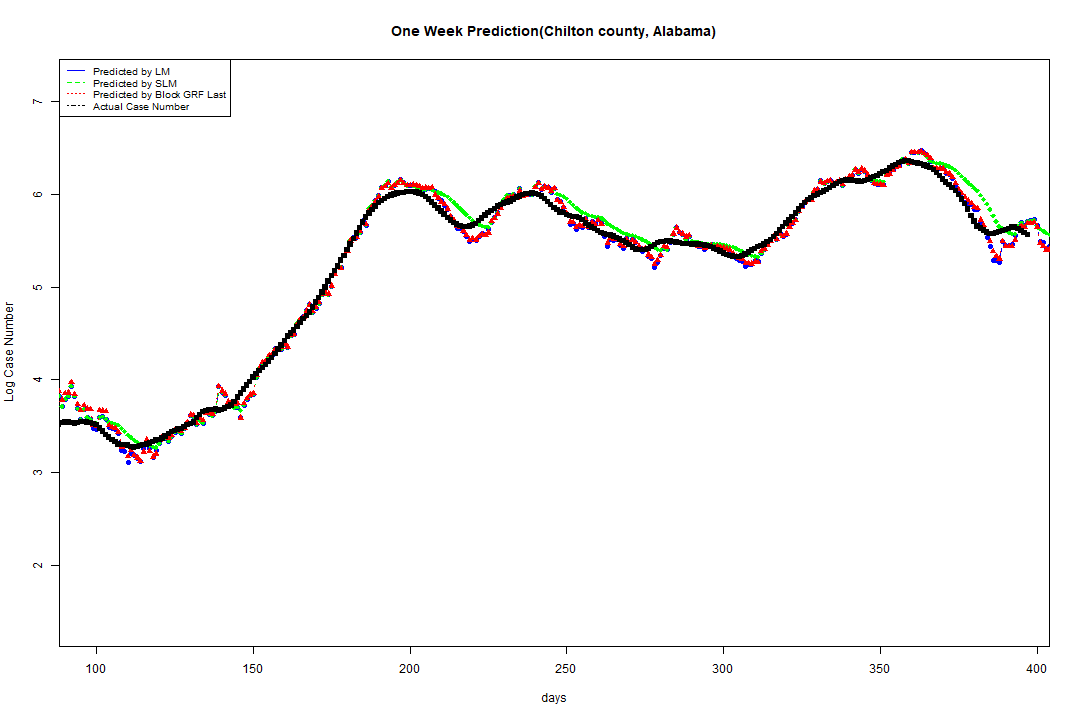 One Week Prediction(Chilton county, Alabama)
Predicted by LM
Predicted by SLM
Predicted by Block GRF Last
Actual Case Number
Log Case Number
7
6
5
4
3
2
100 150 200 250 300 350 400
days